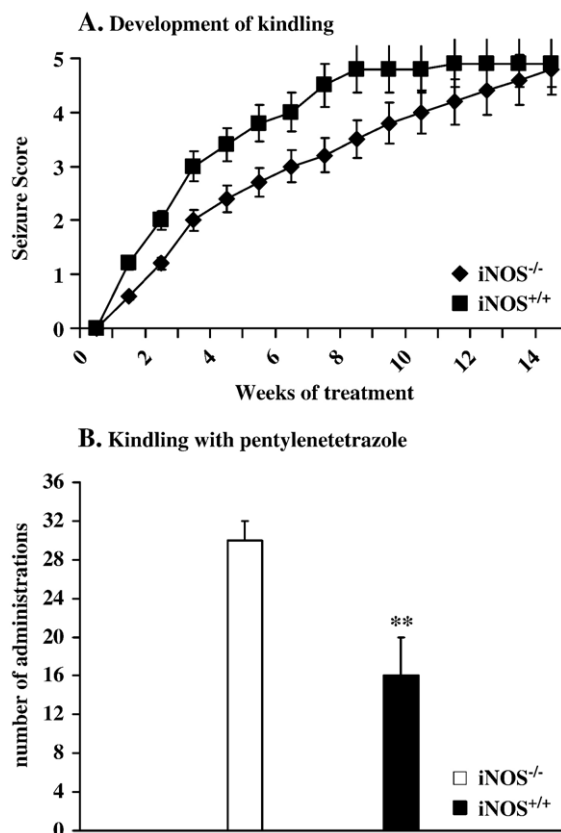 A. Development of kindling
5
4
3
2
1
0
Seizure Score
iNOS-/-
iNOS+/+
0 2 4 6 8 10 12 14
Weeks of treatment
B. Kindling with pentylenetetrazole
36
32
28
24
20
16
12
8
4
0
number of administrations
**
iNOS-/-
iNOS+/+